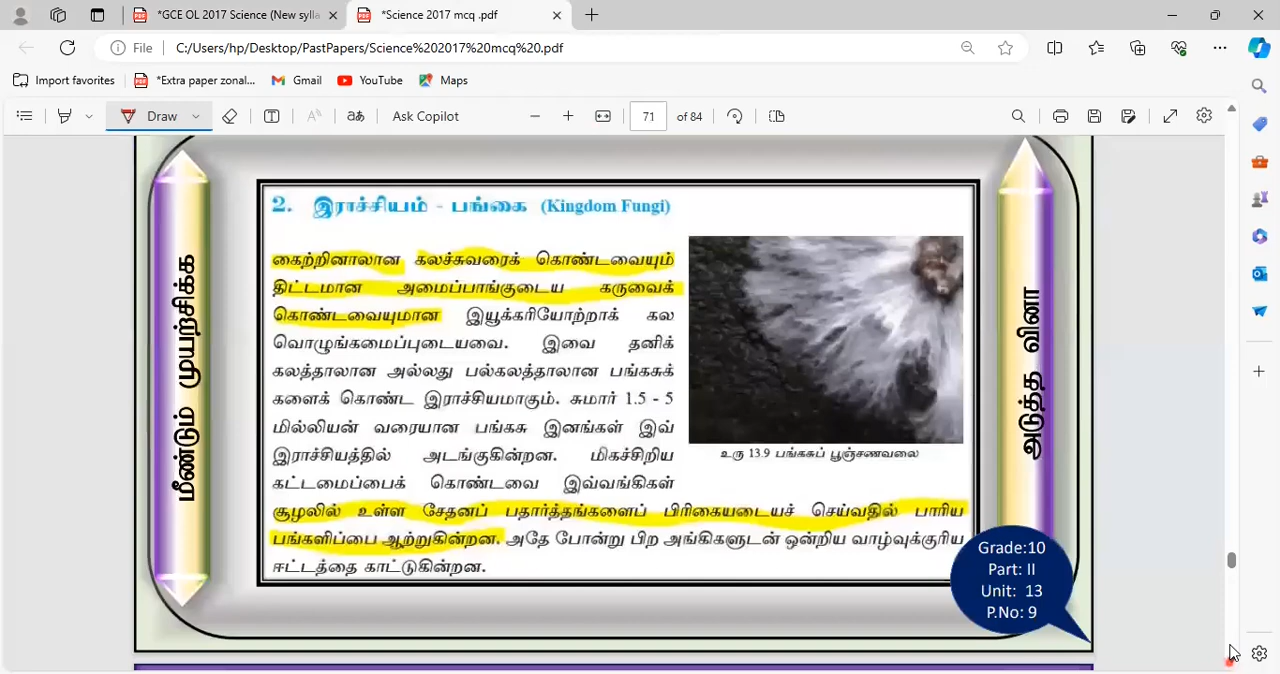 *GCE OL 2017 Science (New sylla
*Science 2017 mcq .pdf
File
C:/Users/hp/Desktop/PastPapers/Science%202017%20mcq%20.pdf
Import favorites
*Extra paper zonal...
Gmail
YouTube
Maps
Draw
Ask Copilot
71
of 84
2. இராச்சியம் - பங்கை (Kingdom Fungi)
கைற்றினாலான கலச்சுவரைக் கொண்டவையும்
திட்டமான அமைப்பாங்குடைய கருவைக்
கொண்டவையுமான இயூக்கரியோற்றாக் கல
வொழுங்கமைப்புடையவை. இவை தனிக்
கலத்தாலான அல்லது பல்கலத்தாலான பங்கசுக்
களைக் கொண்ட இராச்சியமாகும். சுமார் 1.5 - 5
மில்லியன் வரையான பங்கசு இனங்கள் இவ்
இராச்சியத்தில் அடங்குகின்றன. மிகச்சிறிய
கட்டமைப்பைக் கொண்டவை இவ்வங்கிகள்
சூழலில் உள்ள சேதனப் பதார்த்தங்களைப் பிரிகையடையச் செய்வதில் பாரிய
பங்களிப்பை ஆற்றுகின்றன. அதே போன்று பிற அங்கிகளுடன் ஒன்றிய வாழ்வுக்குரிய
ஈட்டத்தை காட்டுகின்றன.
உரு 13.9 பங்கசுப் பூஞ்சணவலை
மீண்டும் முயற்சிக்க
அடுத்த வினா
Grade:10
Part: II
Unit: 13
P.No: 9